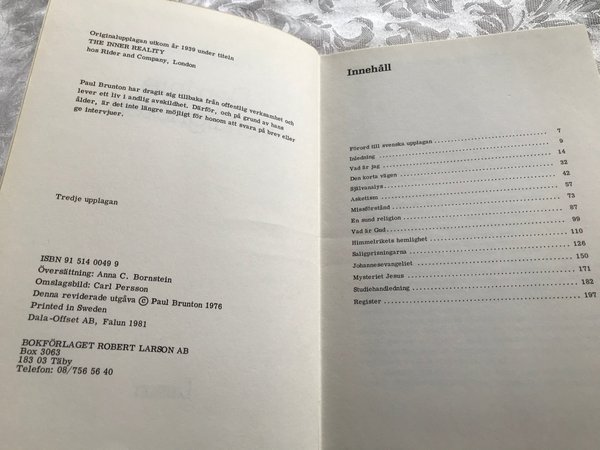 Originalupplagan utkom år 1939 under titeln
THE INNER REALITY
hos Rider and Company, London
Paul Brunton har dragit sig tillbaka från offentlig verksamhet och
lever ett liv i andlig avskildhet. Därför, och på grund av hans
ålder, är det inte längre möjligt för honom att svara på brev eller
ge intervjuer.
Tredje upplagan
ISBN 91 514 0049 9
Översättning: Anna C. Bornstein
Omslagsbild: Carl Persson
Denna reviderade utgåva © Paul Brunton 1976
Printed in Sweden
Dala-Offset AB, Falun 1981
BOKFÖRLAGET ROBERT LARSON AB
Box 3063
183 03 Täby
Telefon: 08/756 56 40
Innehåll
Förord till svenska upplagan 7
Inledning 9
Vad är jag 14
Den korta vägen 32
Självanalys 42
Asketism 57
Missförstånd 73
En sund religion 87
Vad är Gud 99
Himmelrikets hemlighet 110
Saligprisningarna 126
Johannesevangeliet 150
Mysteriet Jesus 171
Studiehandledning 182
Register 197